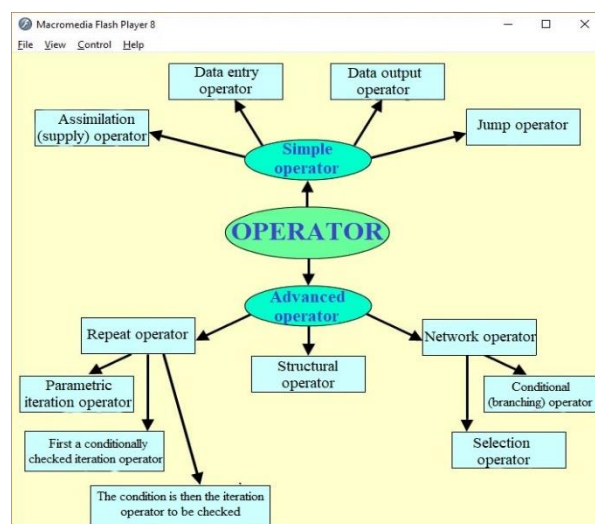 Macromedia Flash Player 8
File View Control Help
Data entry
operator
Data output
operator
Assimilation
(supply) operator
Jump operator
Simple
operator
OPERATOR
Advanced
operator
Repeat operator
Network operator
Structural
operator
Parametric
iteration operator
Conditional
(branching) operator
First a conditionally
checked iteration operator
Selection
operator
The condition is then the iteration
operator to be checked